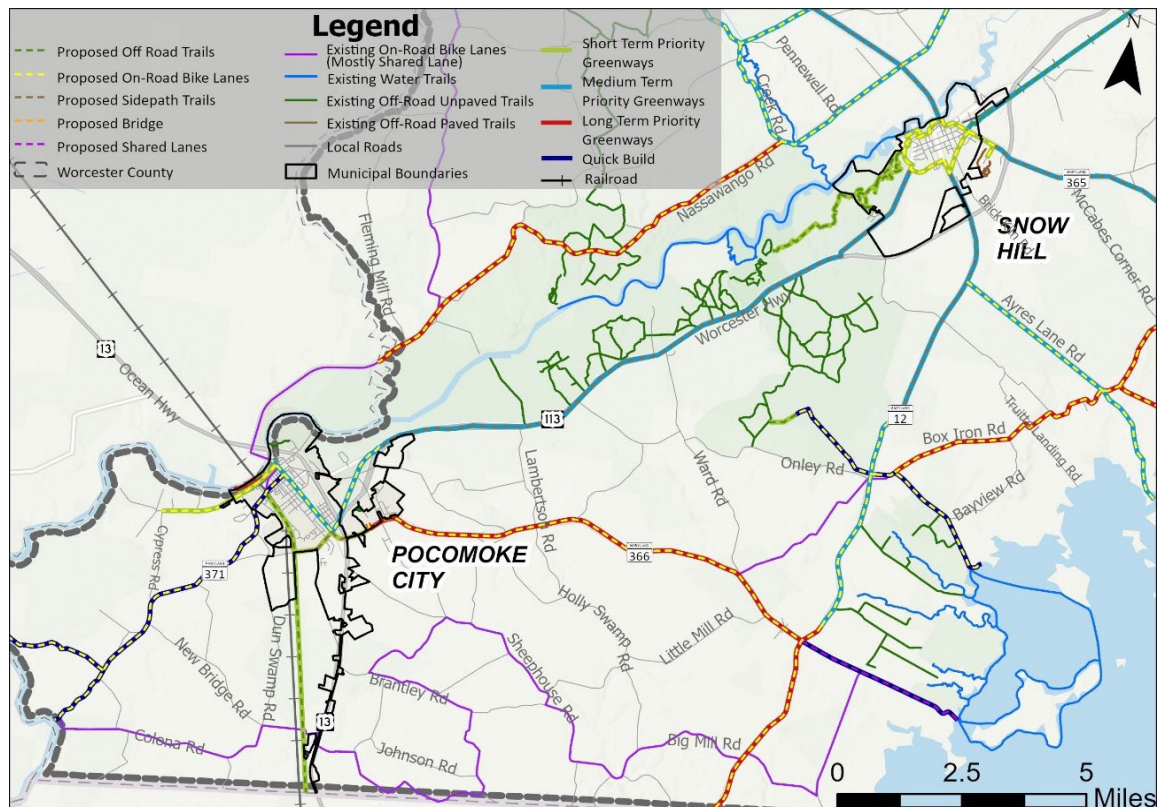 Legend
Proposed Off Road Trails
Proposed On-Road Bike Lanes
Proposed Sidepath Trails
Proposed Bridge
Proposed Shared Lanes
Worcester County
Existing On-Road Bike Lanes
(Mostly Shared Lane)
Existing Water Trails
Existing Off-Road Unpaved Trails
Existing Off-Road Paved Trails
Local Roads
Municipal Boundaries
Short Term Priority
Greenways
Medium Term
Priority Greenways
Long Term Priority
Greenways
Quick Build
Railroad
N
Pennewell Rd
Creek Rd
Nassawango Rd
Fleming Mill Rd
MARYLAND
365
McCabes Corner Rd
SNOW
HILL
Worcester Hwy
Ayres Lane Rd
13
Ocean Hwy
113
MARYLAND
12
Truitt Landing Rd
Box Iron Rd
Onley Rd
Bayview Rd
Lambertson Rd
Ward Rd
Cypress Rd
POCOMOKE
CITY
MARYLAND
366
MARYLAND
371
Holly Swamp Rd
Little Mill Rd
Dun Swamp Rd
New Bridge Rd
Sheephouse Rd
Brantley Rd
13
Colona Rd
Johnson Rd
Big Mill Rd
0 2.5 5
Miles